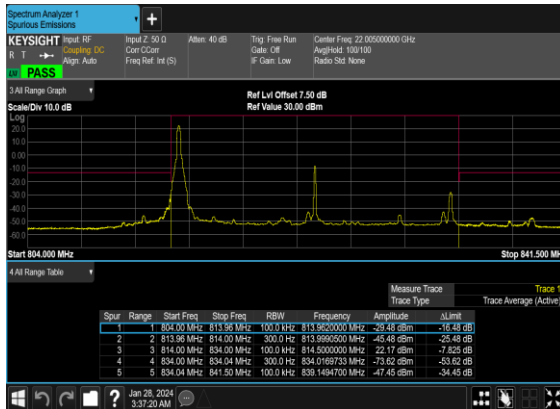 Spectrum Analyzer 1
Spurious Emissions
+
KEYSIGHT Input: RF Input Z: 50 Ω Atten: 40 dB Trig: Free Run Center Freq: 22.005000000 GHz
R T Coupling: DC Corr CCorr Gate: Off Avg|Hold: 100/100
Align: Auto Freq Ref: Int (S) IF Gain: Low Radio Std: None
PASS
3 All Range Graph
Ref Lvl Offset 7.50 dB
Scale/Div 10.0 dB Ref Value 30.00 dBm
Log
20.0
10.0
0.00
-10.0
-20.0
-30.0
-40.0
-50.0
-60.0
Start 804.000 MHz Stop 841.500 MHz
4 All Range Table
Measure Trace Trace 1
Trace Type Trace Average (Active)
Spur Range Start Freq Stop Freq RBW Frequency Amplitude ΔLimit
1 1 804.00 MHz 813.96 MHz 100.0 kHz 813.9620000 MHz -29.48 dBm -16.48 dB
2 2 813.96 MHz 814.00 MHz 300.0 Hz 813.9990500 MHz -45.48 dBm -25.48 dB
3 3 814.00 MHz 834.00 MHz 100.0 kHz 814.5000000 MHz 22.17 dBm -7.825 dB
4 4 834.00 MHz 834.04 MHz 300.0 Hz 834.0169733 MHz -73.62 dBm -53.62 dB
5 5 834.04 MHz 841.50 MHz 100.0 kHz 839.1494700 MHz -47.45 dBm -34.45 dB
?
Jan 28, 2024
3:37:20 AM